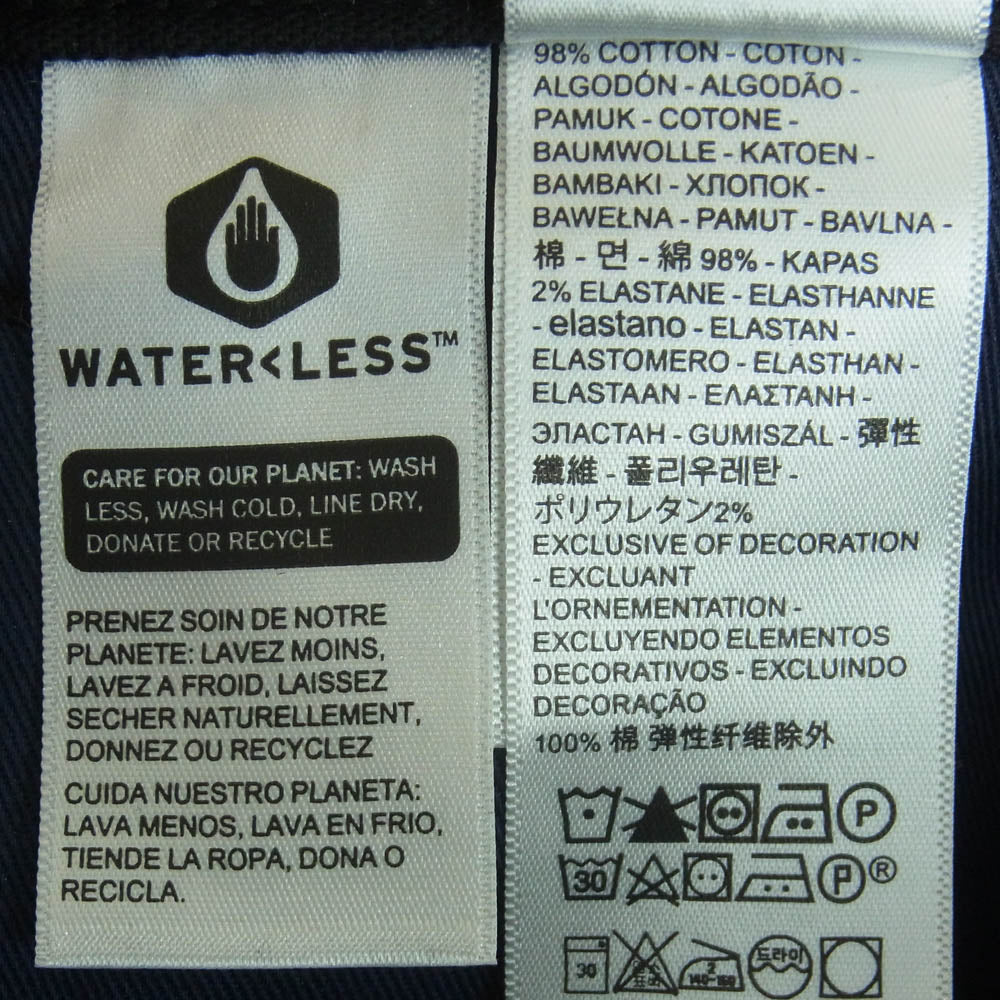 WATER<LESS™
CARE FOR OUR PLANET: WASH
LESS, WASH COLD, LINE DRY,
DONATE OR RECYCLE
PRENEZ SOIN DE NOTRE
PLANETE: LAVEZ MOINS,
LAVEZ A FROID, LAISSEZ
SECHER NATURELLEMENT,
DONNEZ OU RECYCLEZ
CUIDA NUESTRO PLANETA:
LAVA MENOS, LAVA EN FRIO,
TIENDE LA ROPA, DONA O
RECICLA.
98% COTTON - COTON -
ALGODÓN - ALGODÃO -
PAMUK - COTONE -
BAUMWOLLE - KATOEN -
BAMBAKI - ХЛОПОК -
BAWEŁNA - PAMUT - BAVLNA -
棉 - 면 - 綿 98% - KAPAS
2% ELASTANE - ELASTHANNE
- elastano - ELASTAN -
ELASTOMERO - ELASTHAN -
ELASTAAN - ΕΛΑΣΤΑΝΗ -
ЭЛАСТАН - GUMISZÁL - 彈性
纖維 - 폴리우레탄 -
ポリウレタン2%
EXCLUSIVE OF DECORATION
- EXCLUANT
L'ORNEMENTATION -
EXCLUYENDO ELEMENTOS
DECORATIVOS - EXCLUINDO
DECORAÇÃO
100% 棉 弹性纤维除外
P
30 P ®
30 2 드라이